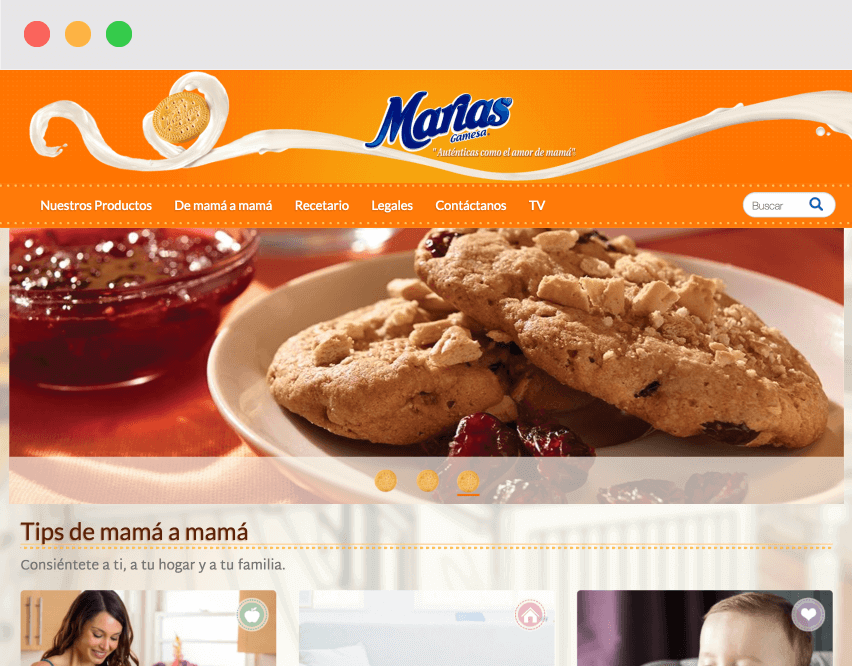 Marías
Gamesa®
"Auténticas como el amor de mamá"
Nuestros Productos De mamá a mamá Recetario Legales Contáctanos TV
Buscar
Tips de mamá a mamá
Consiéntete a ti, a tu hogar y a tu familia.